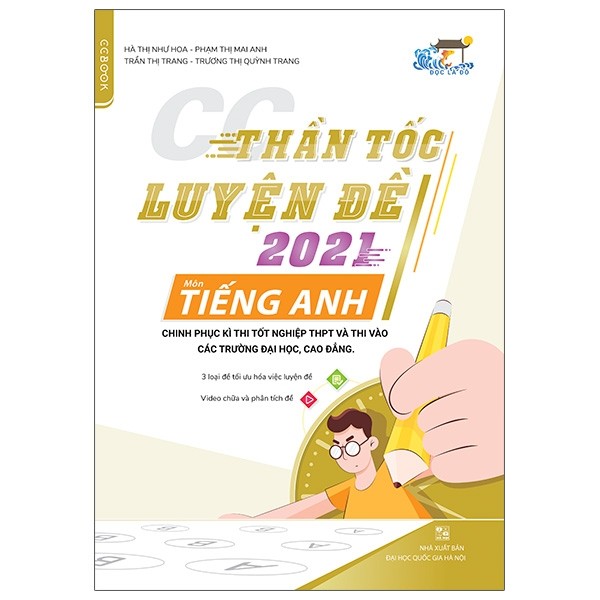 CCBOOK
HÀ THỊ NHƯ HOA - PHẠM THỊ MAI ANH
TRẦN THỊ TRANG - TRƯƠNG THỊ QUỲNH TRANG
ĐỌC LÀ ĐỖ
CC THẦN TỐC
LUYỆN ĐỀ
2021
Môn
TIẾNG ANH
CHINH PHỤC KÌ THI TỐT NGHIỆP THPT VÀ THI VÀO
CÁC TRƯỜNG ĐẠI HỌC, CAO ĐẲNG.
3 loại đề tối ưu hóa việc luyện đề
Video chữa và phân tích đề
NHÀ XUẤT BẢN
ĐẠI HỌC QUỐC GIA HÀ NỘI